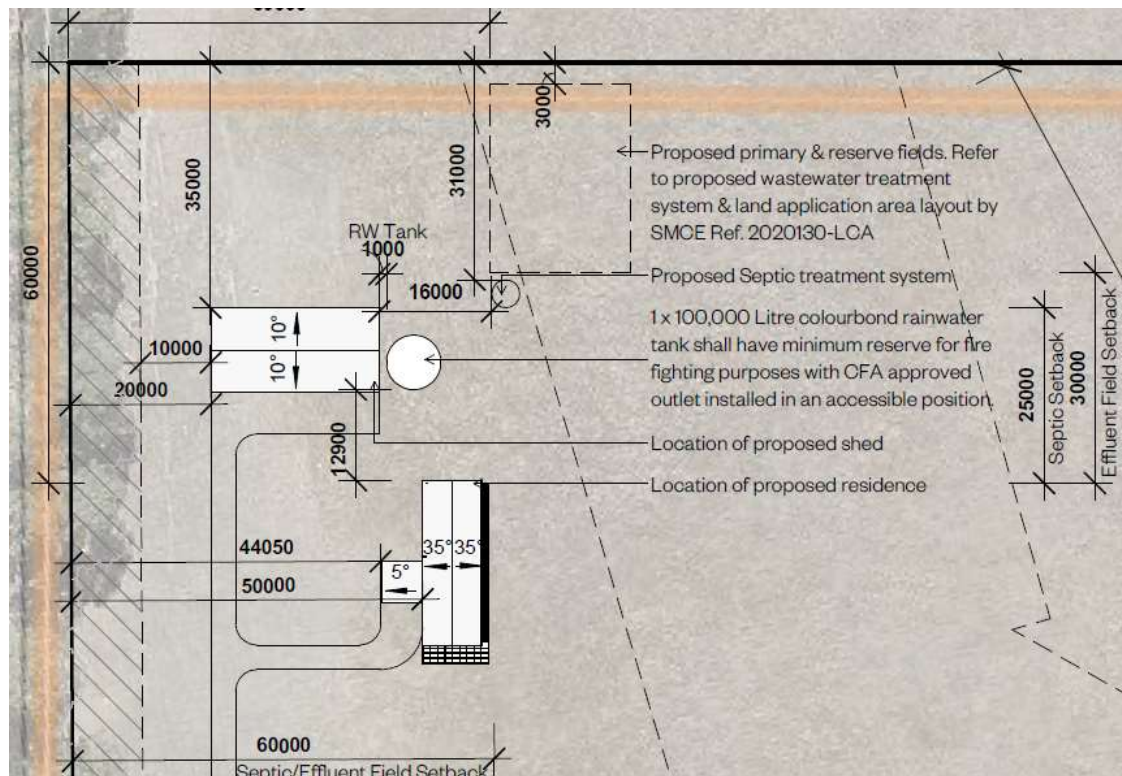 3000
35000
31000
60000
Proposed primary & reserve fields. Refer
to proposed wastewater treatment
system & land application area layout by
SMCE Ref. 2020130-LCA
RW Tank
1000
Proposed Septic treatment system
16000
1 x 100,000 Litre colourbond rainwater
tank shall have minimum reserve for fire
fighting purposes with CFA approved
outlet installed in an accessible position.
10°
10°
10000
20000
25000
Septic Setback
30000
Effluent Field Setback
12900
Location of proposed shed
Location of proposed residence
44050
35°
35°
5°
50000
60000
Septic/Effluent Field Setback